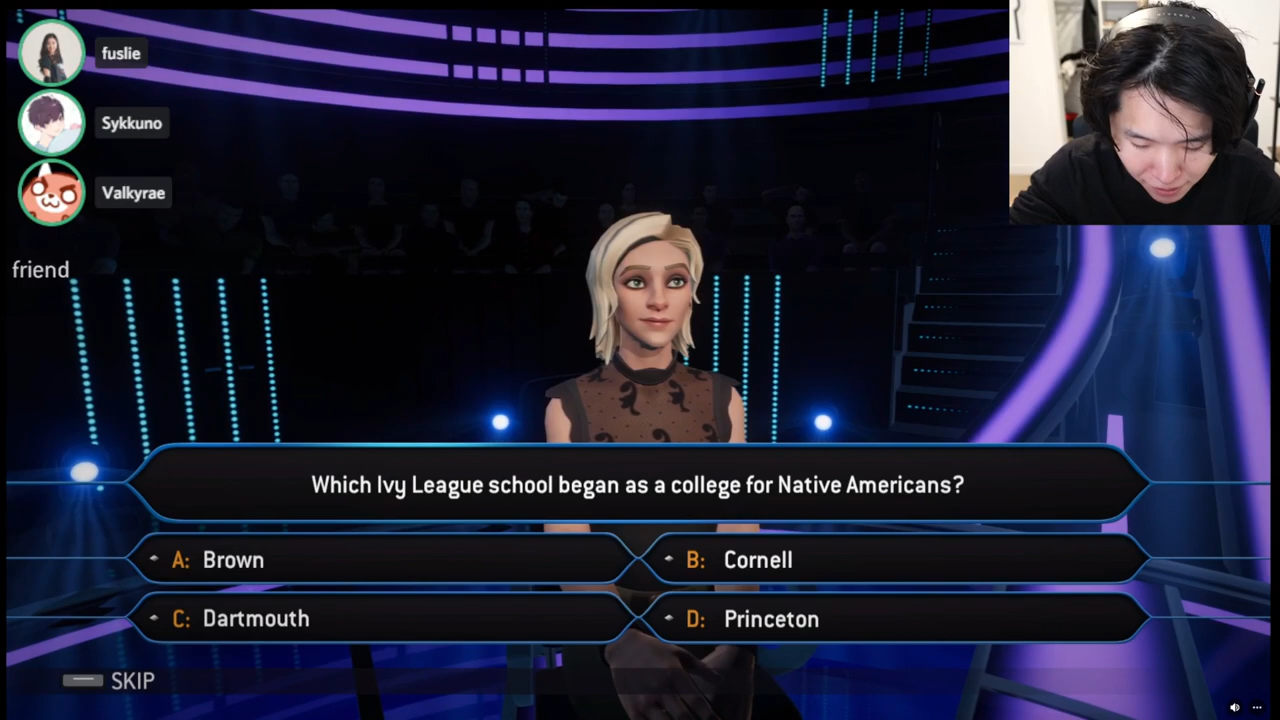 fuslie
Sykkuno
Valkyrae
friend
Which Ivy League school began as a college for Native Americans?
A: Brown
B: Cornell
C: Dartmouth
D: Princeton
SKIP